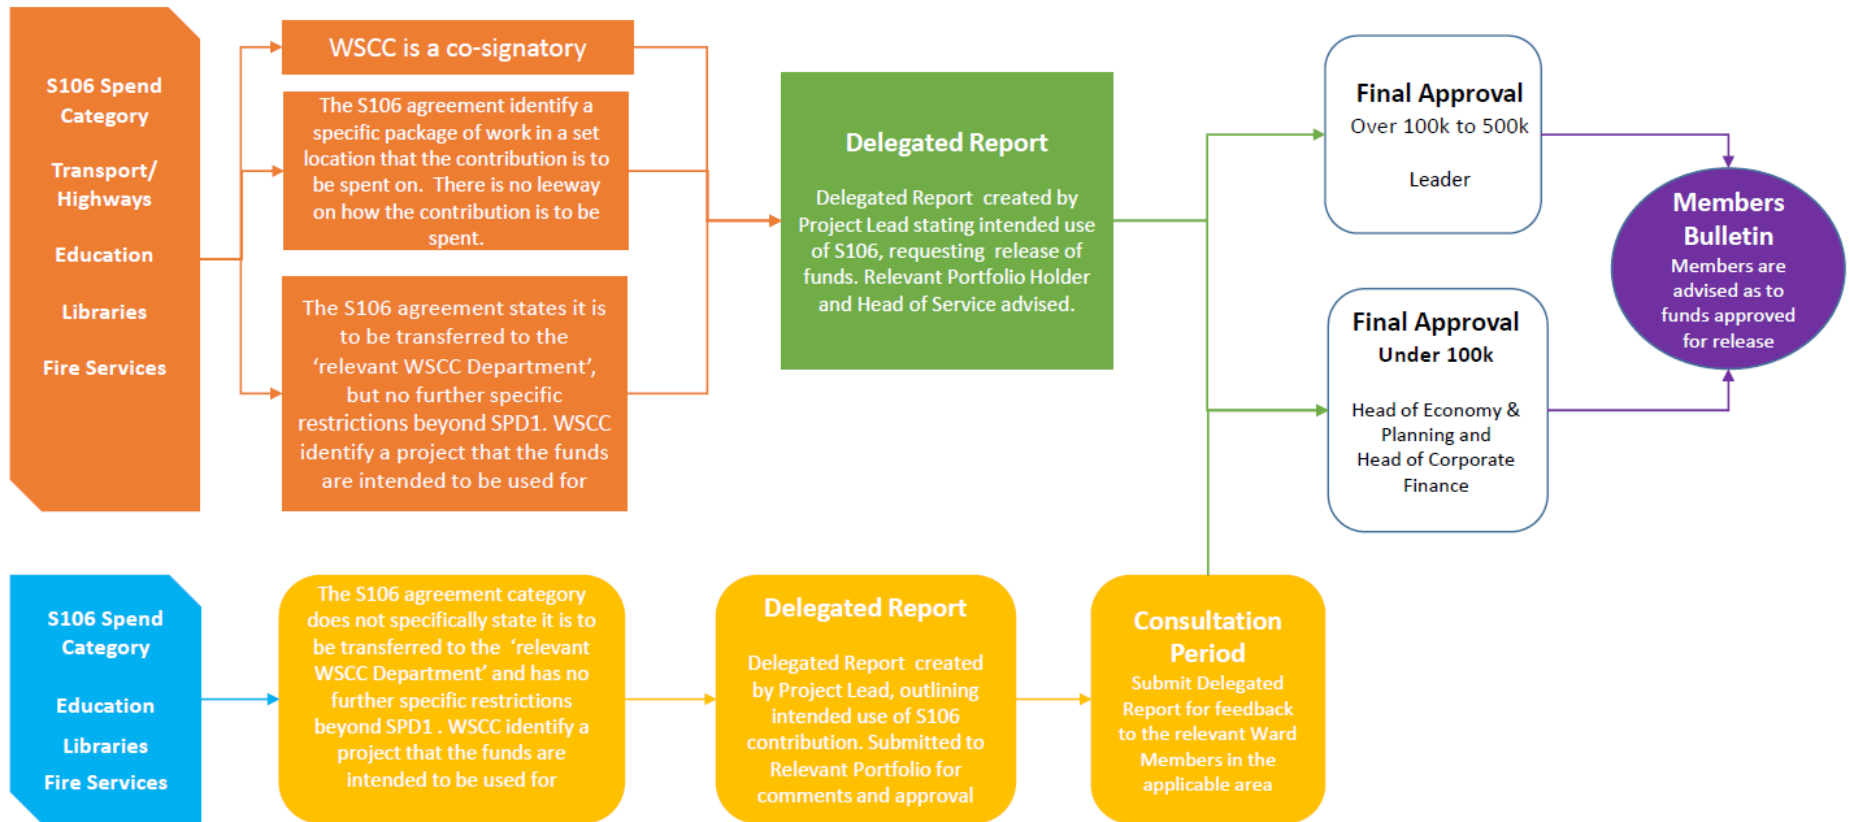 S106 Spend
Category
Transport/
Highways
Education
Libraries
Fire Services
WSCC is a co-signatory
The S106 agreement identify a
specific package of work in a set
location that the contribution is to
be spent on.  There is no leeway
on how the contribution is to be
spent.
The S106 agreement states it is
to be transferred to the
‘relevant WSCC Department’,
but no further specific
restrictions beyond SPD1. WSCC
identify a project that the funds
are intended to be used for
Delegated Report
Delegated Report  created by
Project Lead stating intended use
of S106, requesting  release of
funds. Relevant Portfolio Holder
and Head of Service advised.
Final Approval
Over 100k to 500k
Leader
Final Approval
Under 100k
Head of Economy &
Planning and
Head of Corporate
Finance
Members
Bulletin
Members are
advised as to
funds approved
for release
S106 Spend
Category
Education
Libraries
Fire Services
The S106 agreement category
does not specifically state it is to
be transferred to the  ‘relevant
WSCC Department’ and has no
further specific restrictions
beyond SPD1 . WSCC identify a
project that the funds are
intended to be used for
Delegated Report
Delegated Report  created
by Project Lead, outlining
intended use of S106
contribution. Submitted to
Relevant Portfolio for
comments and approval
Consultation
Period
Submit Delegated
Report for feedback
to the relevant Ward
Members in the
applicable area